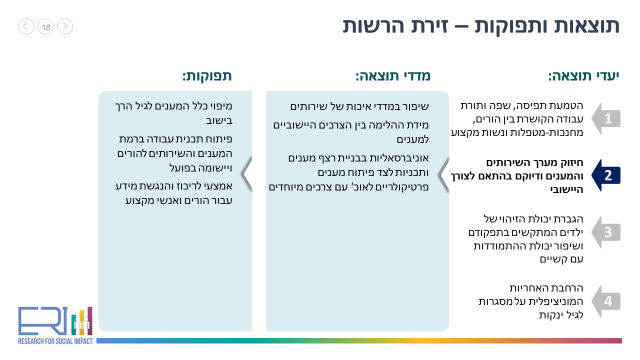 תוצאות ותפוקות – זירת הרשות
18
יעדי תוצאה:
1
הטמעת תפיסה, שפה ותורת
עבודה הקושרת בין הורים,
מחנכות-מטפלות ונשות מקצוע
2
חיזוק מערך השירותים
והמענים ודיוקם בהתאם לצורך
היישובי
3
הגברת יכולת הזיהוי של
ילדים המתקשים בתפקודם
ושיפור יכולת ההתמודדות
עם קשיים
4
הרחבת האחריות
המוניציפלית על מסגרות
לגיל ינקות
מדדי תוצאה:
שיפור במדדי איכות של שירותים
מידת ההלימה בין הצרכים היישוביים
למענים
אוניברסאליות בבניית רצף מענים
ותכניות לצד פיתוח מענים
פרטיקולריים לאוכ' עם צרכים מיוחדים
תפוקות:
מיפוי כלל המענים לגיל הרך
בישוב
פיתוח תכנית עבודה ברמת
המענים והשירותים להורים
ויישומה בפועל
אמצעי לריכוז והנגשת מידע
עבור הורים ואנשי מקצוע
ERI
RESEARCH FOR SOCIAL IMPACT